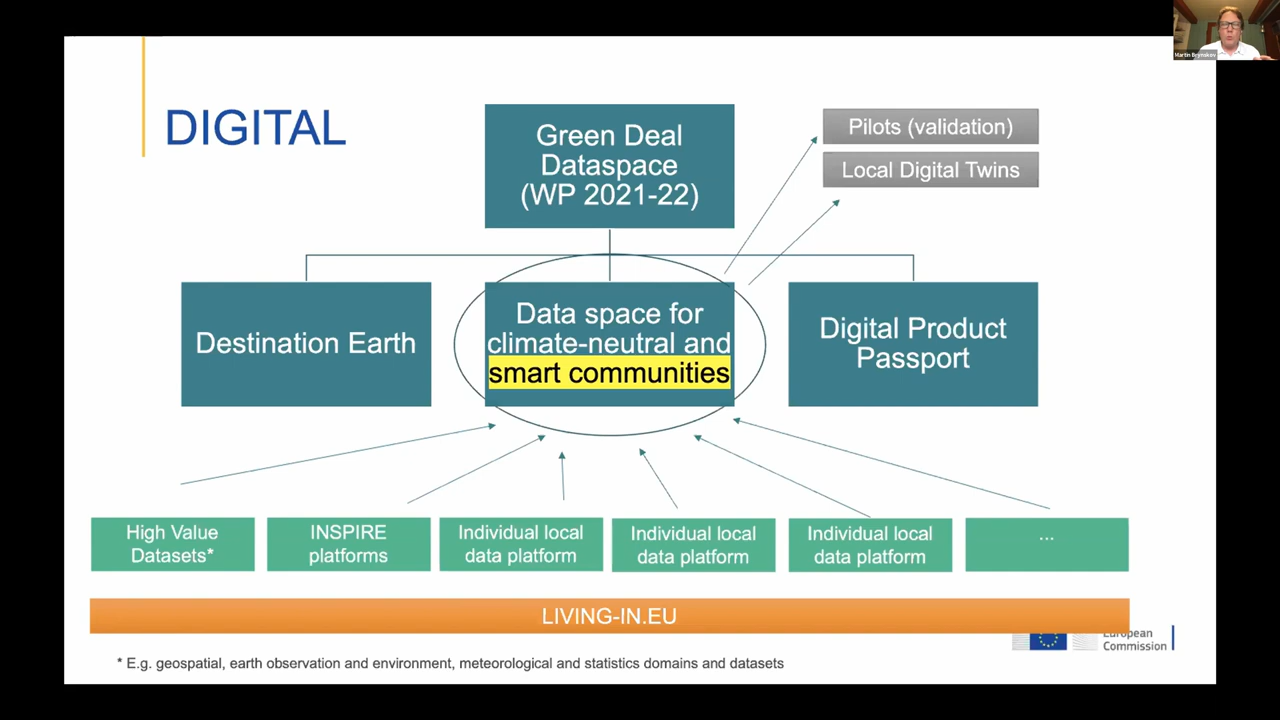 Martin Brynskov
DIGITAL
Green Deal
Dataspace
(WP 2021-22)
Pilots (validation)
Local Digital Twins
Destination Earth
Data space for
climate-neutral and
smart communities
Digital Product
Passport
High Value
Datasets*
INSPIRE
platforms
Individual local
data platform
Individual local
data platform
Individual local
data platform
...
LIVING-IN.EU
European
Commission
* E.g. geospatial, earth observation and environment, meteorological and statistics domains and datasets